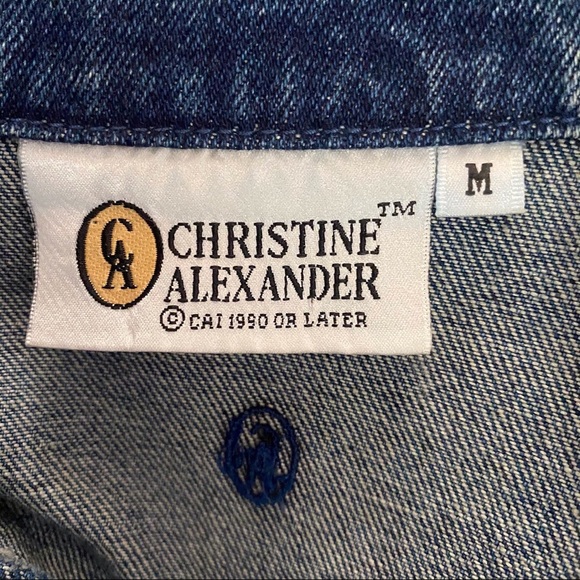 CA
CHRISTINE™
ALEXANDER
© CAI 1990 OR LATER
M